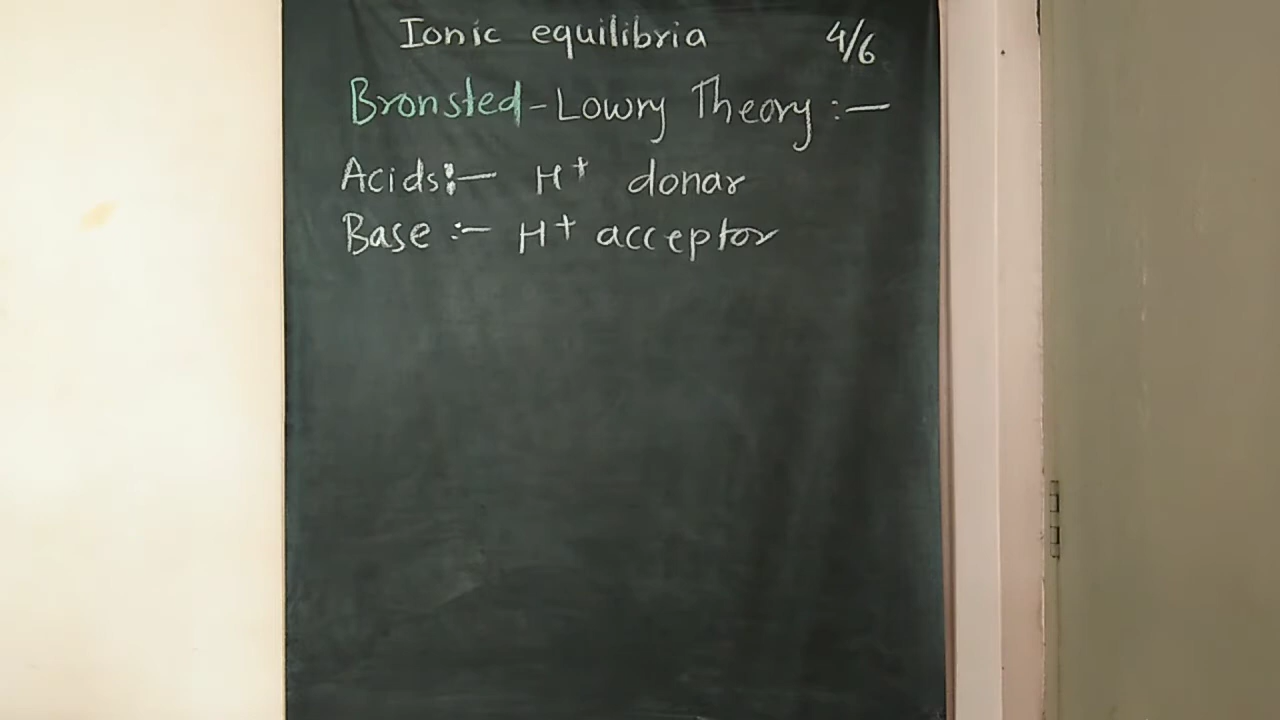 Ionic equilibria 4/6
Bronsted-Lowry Theory :-
Acids:- H⁺ donar
Base :- H⁺ acceptor